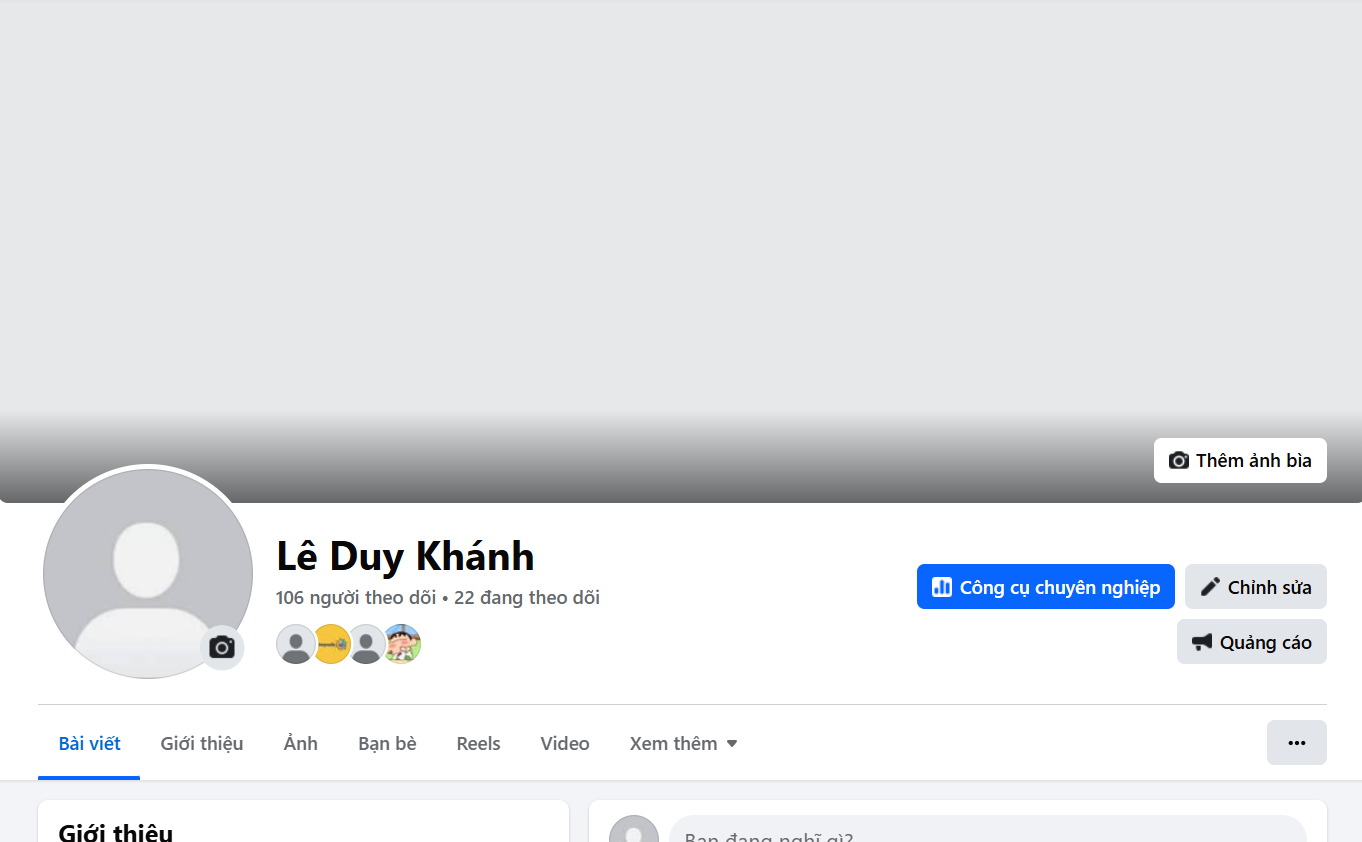 Thêm ảnh bìa
Lê Duy Khánh
106 người theo dõi • 22 đang theo dõi
Công cụ chuyên nghiệp
Chỉnh sửa
Quảng cáo
Bài viết Giới thiệu Ảnh Bạn bè Reels Video Xem thêm
Giới thiệu
Bạn đang nghĩ gì?